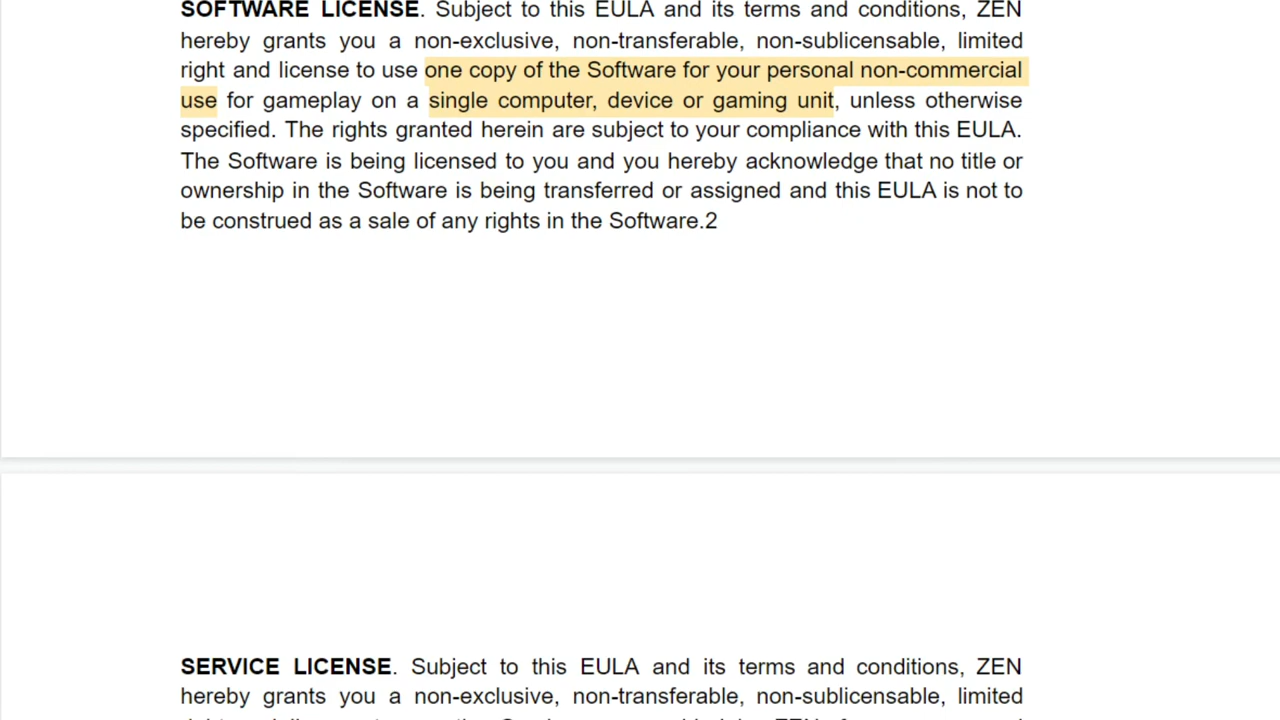 SOFTWARE LICENSE. Subject to this EULA and its terms and conditions, ZEN
hereby grants you a non-exclusive, non-transferable, non-sublicensable, limited
right and license to use one copy of the Software for your personal non-commercial
use for gameplay on a single computer, device or gaming unit, unless otherwise
specified. The rights granted herein are subject to your compliance with this EULA.
The Software is being licensed to you and you hereby acknowledge that no title or
ownership in the Software is being transferred or assigned and this EULA is not to
be construed as a sale of any rights in the Software.2
SERVICE LICENSE. Subject to this EULA and its terms and conditions, ZEN
hereby grants you a non-exclusive, non-transferable, non-sublicensable, limited